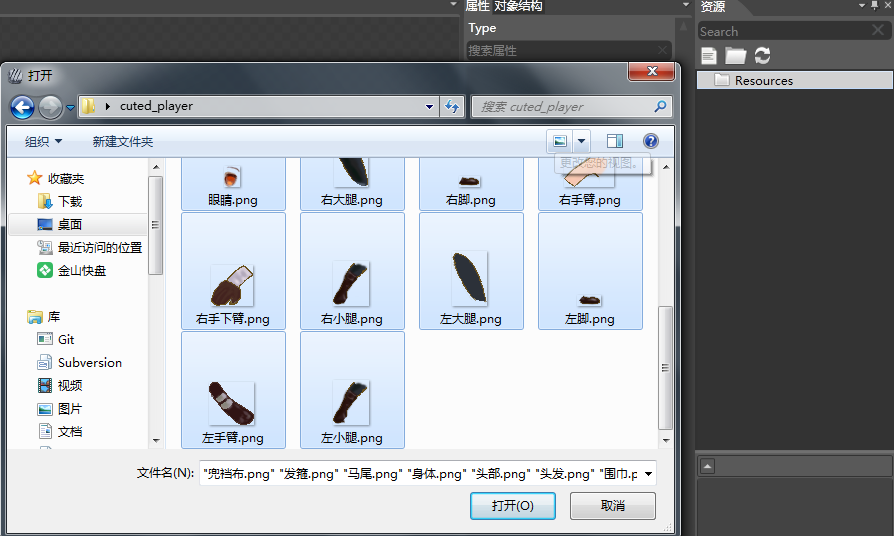 属性 对象结构
资源
Type
Search
搜索属性
Resources
打开
cuted_player
搜索 cuted_player
组织
新建文件夹
更改您的视图。
收藏夹
下载
桌面
最近访问的位置
金山快盘
库
Git
Subversion
视频
图片
文档
眼睛.png
右大腿.png
右脚.png
右手臂.png
右手下臂.png
右小腿.png
左大腿.png
左脚.png
左手臂.png
左小腿.png
文件名(N):
"兜裆布.png" "发箍.png" "马尾.png" "身体.png" "头部.png" "头发.png" "围巾.p
打开(O)
取消